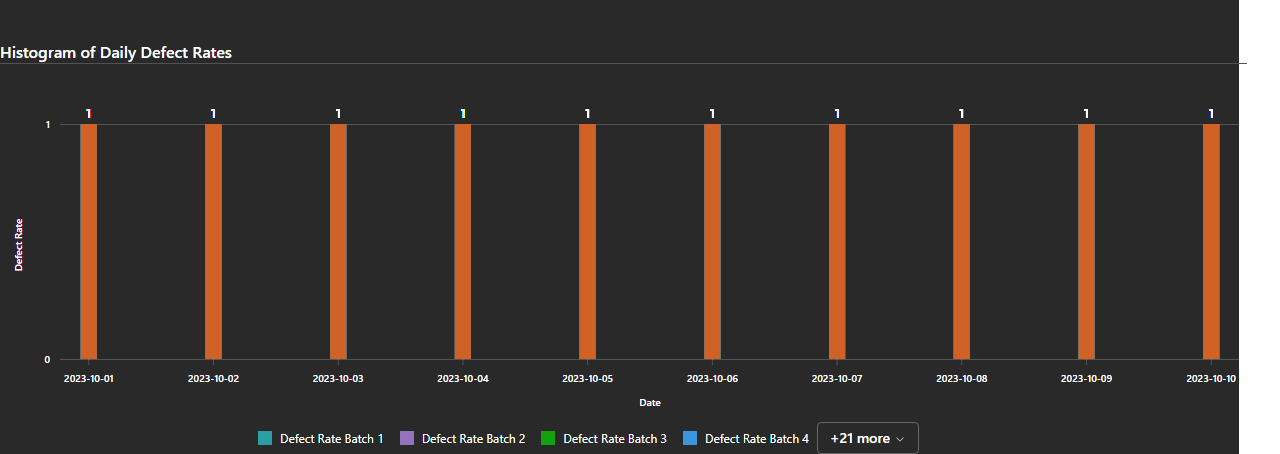 Histogram of Daily Defect Rates
1 1 1 1 1 1 1 1 1 1
1
Defect Rate
0
2023-10-01 2023-10-02 2023-10-03 2023-10-04 2023-10-05 2023-10-06 2023-10-07 2023-10-08 2023-10-09 2023-10-10
Date
Defect Rate Batch 1 Defect Rate Batch 2 Defect Rate Batch 3 Defect Rate Batch 4 +21 more